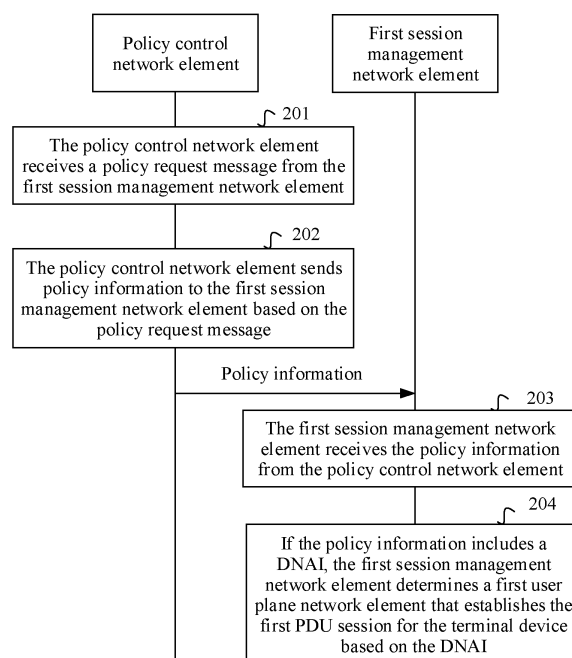 Policy control
network element
First session
management
network element
201
The policy control network element
receives a policy request message from the
first session management network element
202
The policy control network element sends
policy information to the first session
management network element based on the
policy request message
Policy information
203
The first session management network
element receives the policy information
from the policy control network element
204
If the policy information includes a
DNAI, the first session management
network element determines a first user
plane network element that establishes the
first PDU session for the terminal device
based on the DNAI